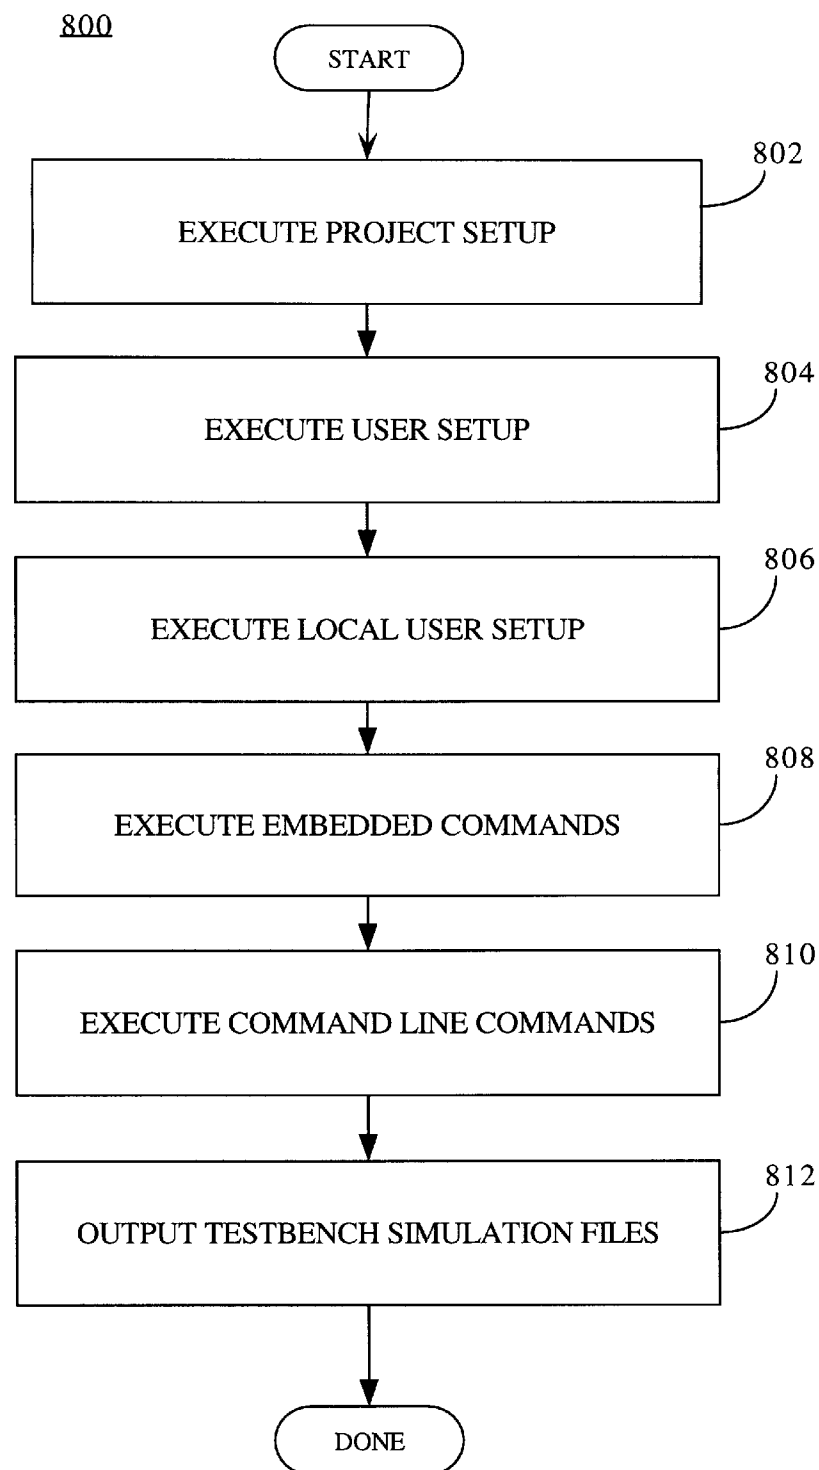 800
START
802
EXECUTE PROJECT SETUP
804
EXECUTE USER SETUP
806
EXECUTE LOCAL USER SETUP
808
EXECUTE EMBEDDED COMMANDS
810
EXECUTE COMMAND LINE COMMANDS
812
OUTPUT TESTBENCH SIMULATION FILES
DONE